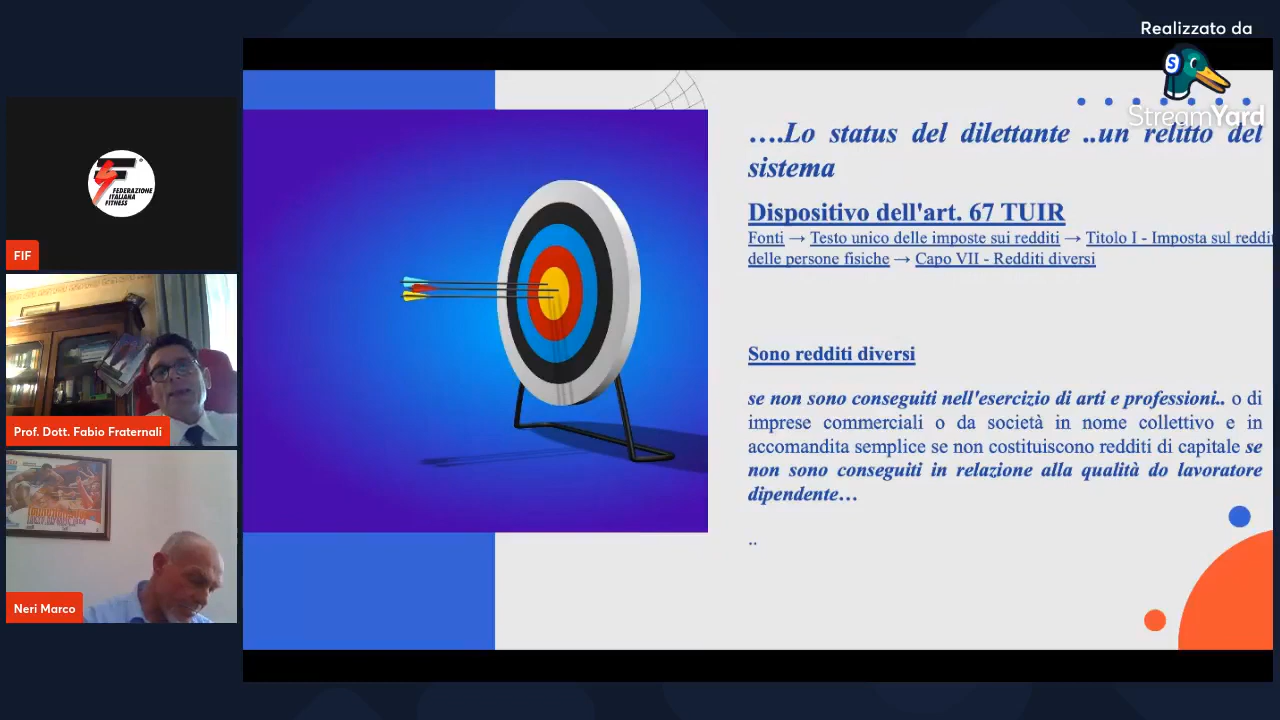 Realizzato da
StreamYard
FEDERAZIONE
ITALIANA
FITNESS
FIF
Prof. Dott. Fabio Fraternali
Neri Marco
….Lo status del dilettante ..un relitto del
sistema
Dispositivo dell'art. 67 TUIR
Fonti → Testo unico delle imposte sui redditi → Titolo I - Imposta sul reddit
delle persone fisiche → Capo VII - Redditi diversi
Sono redditi diversi
se non sono conseguiti nell'esercizio di arti e professioni.. o di
imprese commerciali o da società in nome collettivo e in
accomandita semplice se non costituiscono redditi di capitale se
non sono conseguiti in relazione alla qualità do lavoratore
dipendente…
..